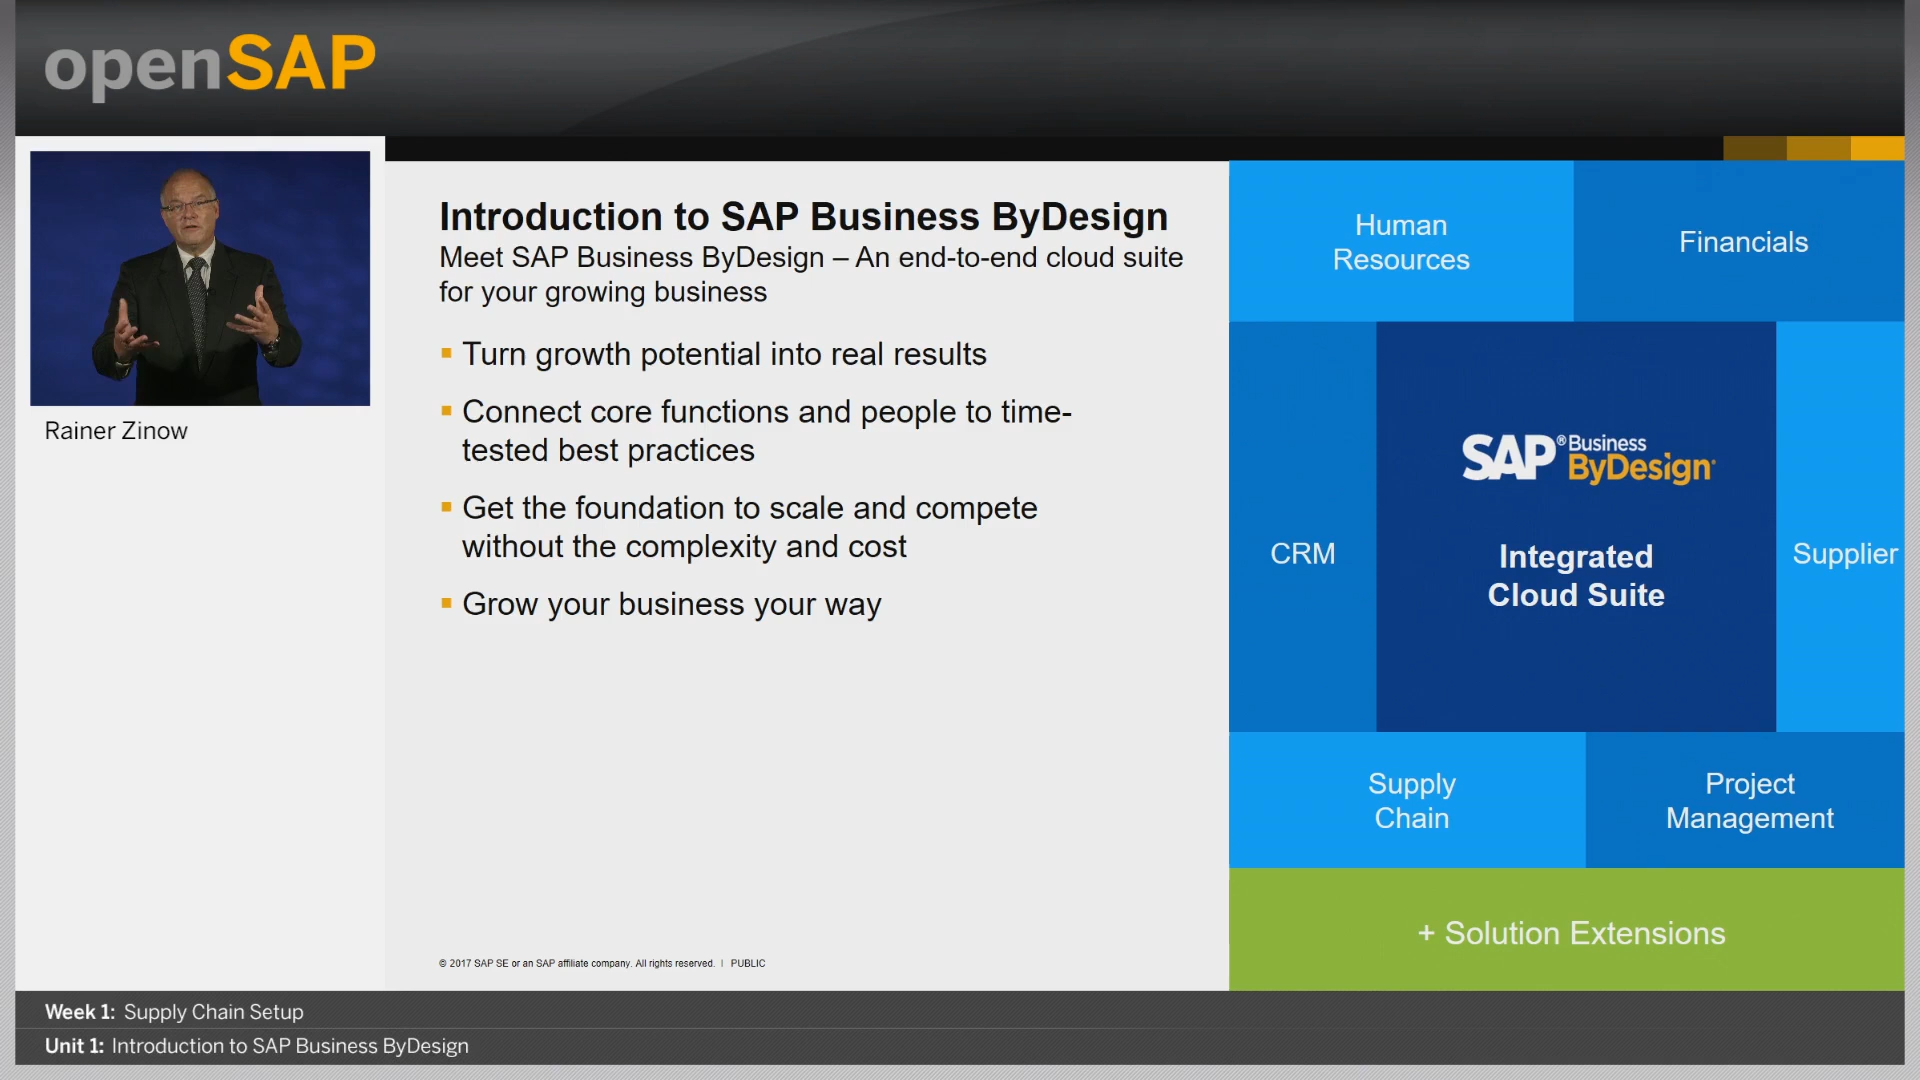 openSAP
Rainer Zinow
Introduction to SAP Business ByDesign
Meet SAP Business ByDesign – An end-to-end cloud suite
for your growing business
Turn growth potential into real results
Connect core functions and people to time-
tested best practices
Get the foundation to scale and compete
without the complexity and cost
Grow your business your way
© 2017 SAP SE or an SAP affiliate company. All rights reserved. | PUBLIC
Human
Resources
Financials
CRM
SAP® Business
ByDesign
Integrated
Cloud Suite
Supplier
Supply
Chain
Project
Management
+ Solution Extensions
Week 1: Supply Chain Setup
Unit 1: Introduction to SAP Business ByDesign